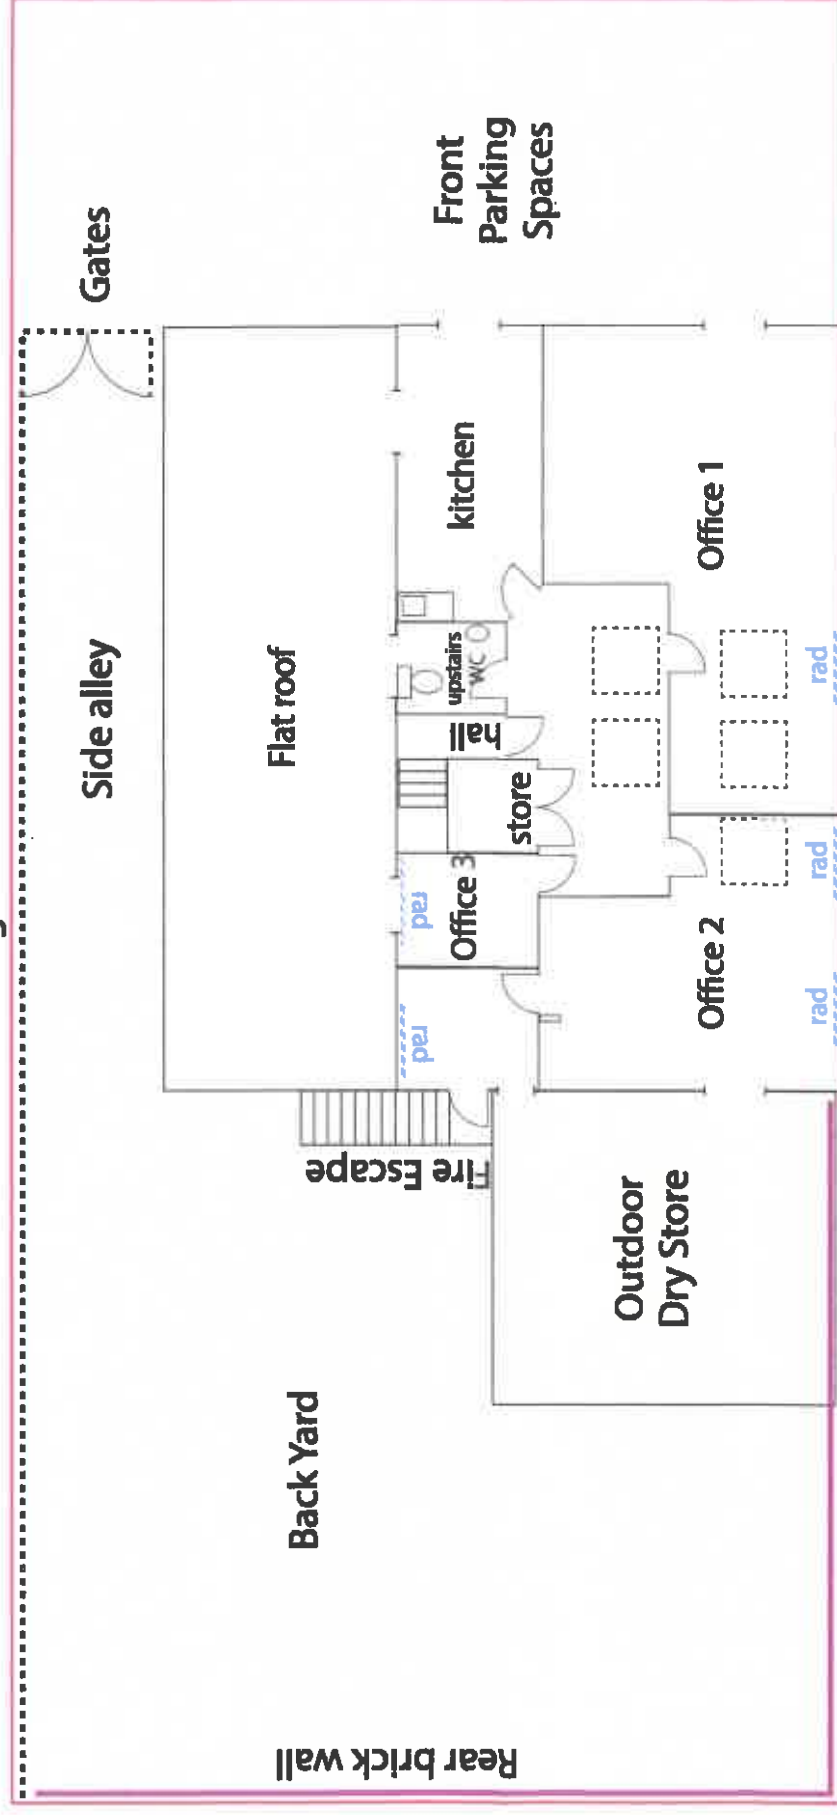 Gates
Front
Parking
Spaces
Side alley
Flat roof
kitchen
Office 1
upstairs
WC
hall
store
Office 3
Office 2
rad
rad
rad
rad
rad
Fire Escape
Outdoor
Dry Store
Back Yard
Rear brick wall